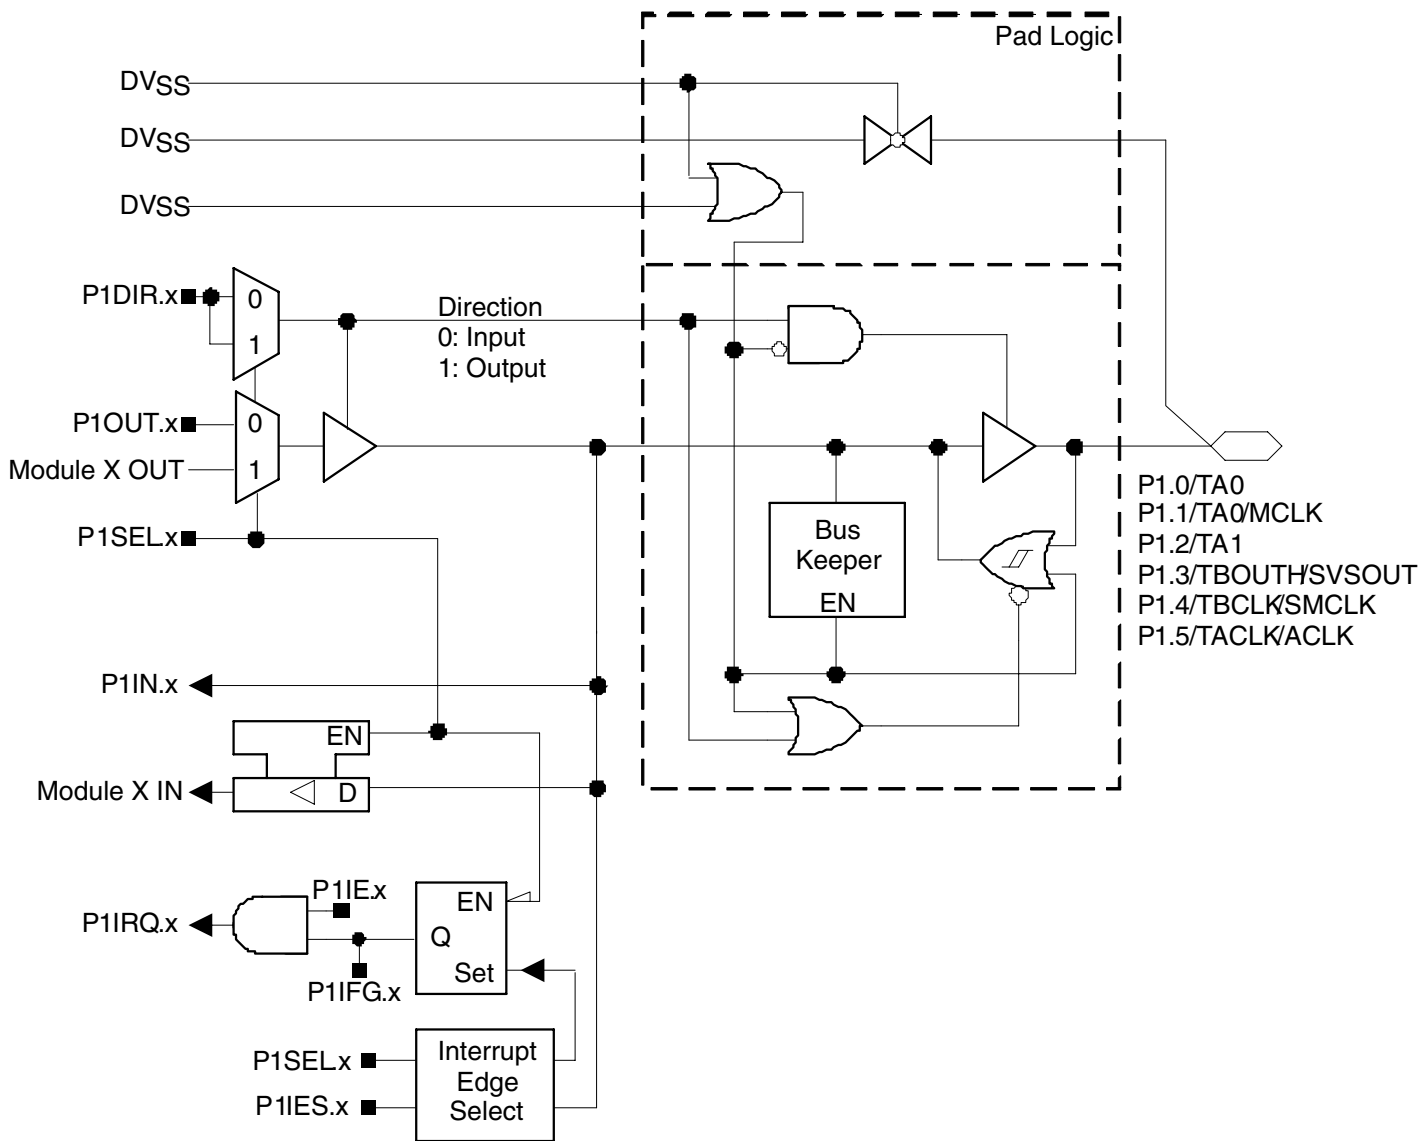 Pad Logic
DVSS
DVSS
DVSS
P1DIR.x
0
1
Direction
0: Input
1: Output
P1OUT.x
0
Module X OUT
1
P1SEL.x
Bus
Keeper
EN
P1.0/TA0
P1.1/TA0/MCLK
P1.2/TA1
P1.3/TBOUTH/SVSOUT
P1.4/TBCLK/SMCLK
P1.5/TACLK/ACLK
P1IN.x
EN
Module X IN
D
P1IE.x
P1IRQ.x
EN
Q
Set
P1IFG.x
P1SEL.x
P1IES.x
Interrupt
Edge
Select